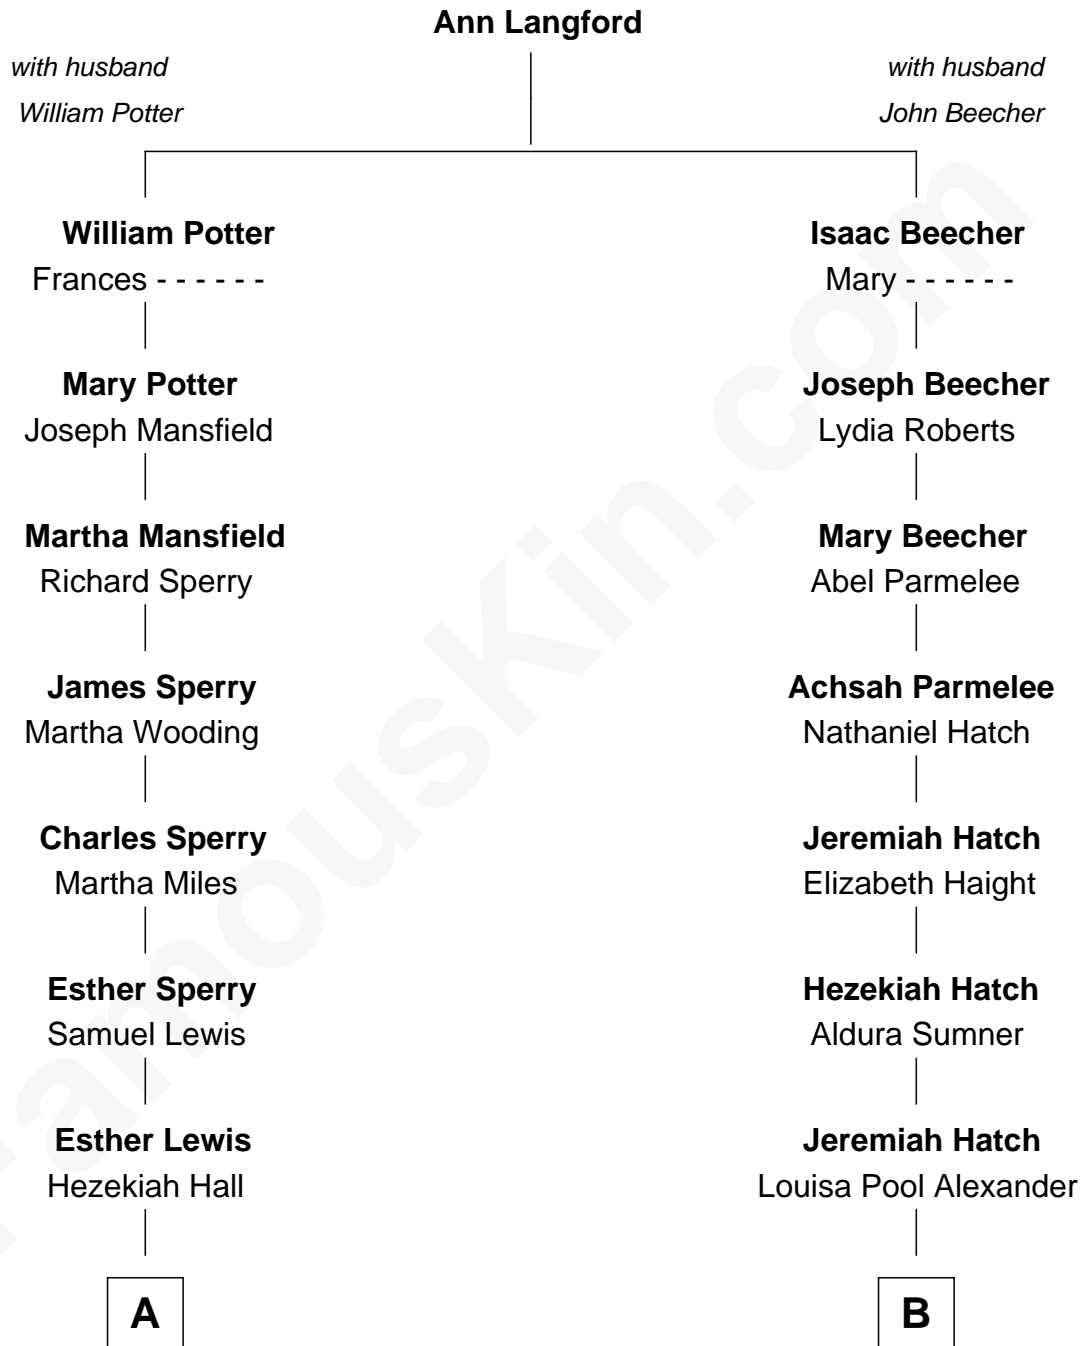 Ann Langford
with husband
William Potter
with husband
John Beecher
William Potter
Frances - - - - - -
Isaac Beecher
Mary - - - - - -
Mary Potter
Joseph Mansfield
Joseph Beecher
Lydia Roberts
Martha Mansfield
Richard Sperry
Mary Beecher
Abel Parmelee
James Sperry
Martha Wooding
Achsah Parmelee
Nathaniel Hatch
Charles Sperry
Martha Miles
Jeremiah Hatch
Elizabeth Haight
Esther Sperry
Samuel Lewis
Hezekiah Hatch
Aldura Sumner
Esther Lewis
Hezekiah Hall
Jeremiah Hatch
Louisa Pool Alexander
A
B
FamousKin.com